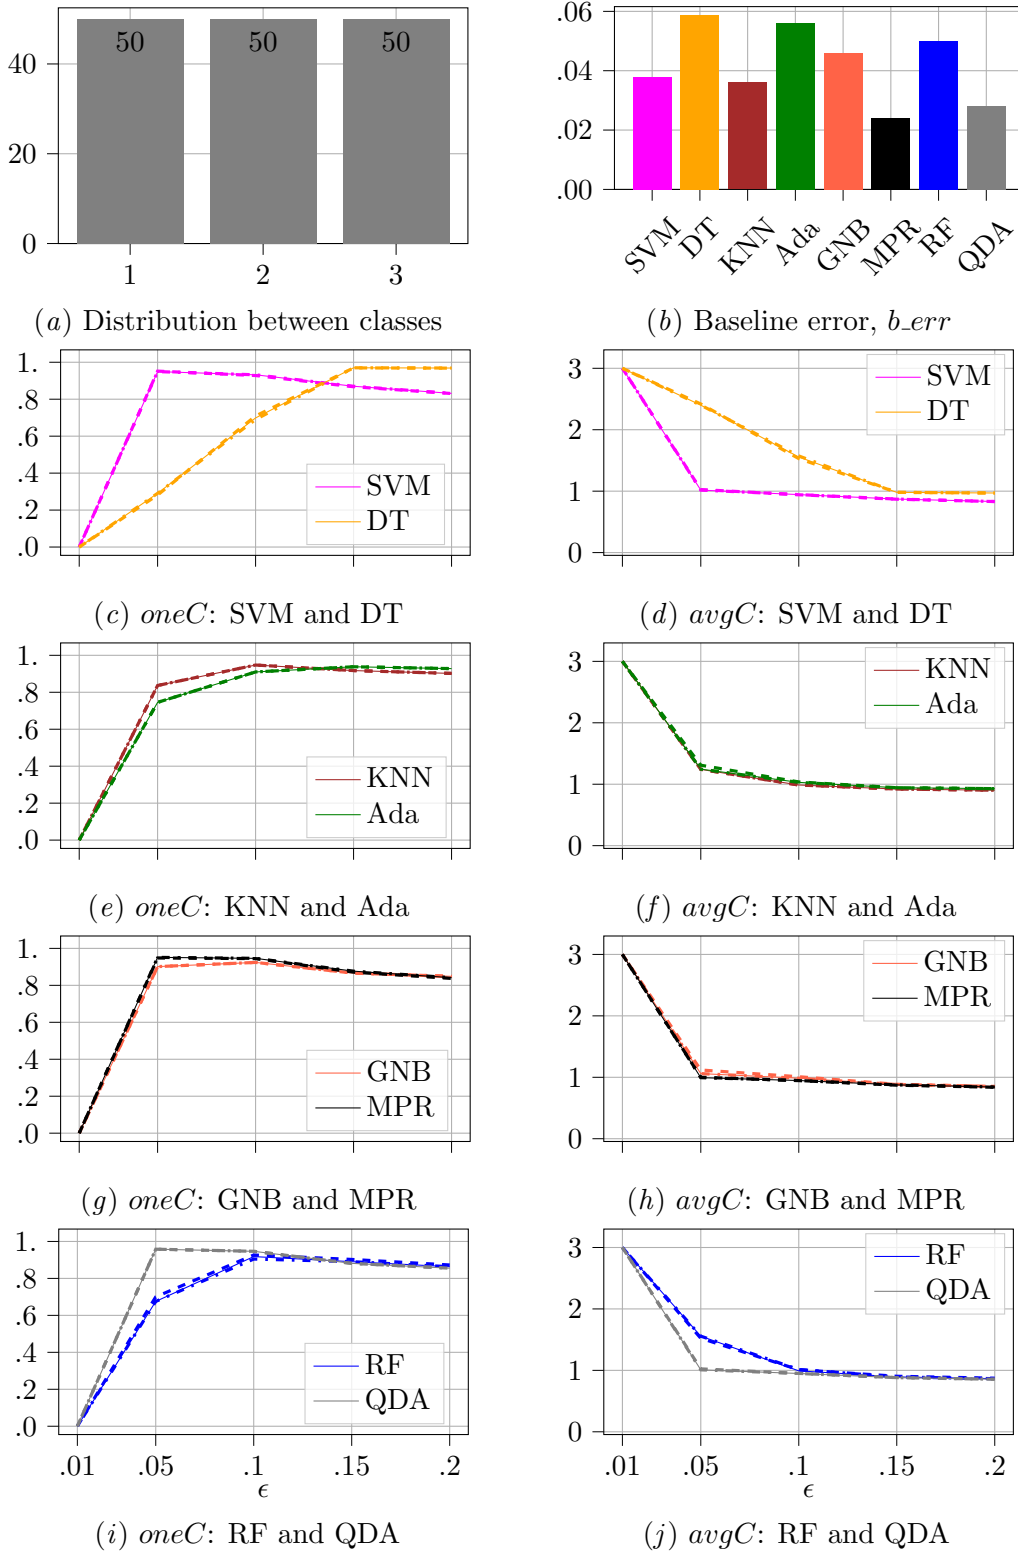 50 50 50
40
20
0
1 2 3
(a) Distribution between classes
.06
.04
.02
.00
SVM DT KNN Ada GNB MPR RF QDA
(b) Baseline error, b_err
1.
.8
.6
.4
.2
.0
SVM
DT
(c) oneC: SVM and DT
3
2
1
0
SVM
DT
(d) avgC: SVM and DT
1.
.8
.6
.4
.2
.0
KNN
Ada
(e) oneC: KNN and Ada
3
2
1
0
KNN
Ada
(f) avgC: KNN and Ada
1.
.8
.6
.4
.2
.0
GNB
MPR
(g) oneC: GNB and MPR
3
2
1
0
GNB
MPR
(h) avgC: GNB and MPR
1.
.8
.6
.4
.2
.0
RF
QDA
.01 .05 .1 .15 .2
ϵ
(i) oneC: RF and QDA
3
2
1
0
RF
QDA
.01 .05 .1 .15 .2
ϵ
(j) avgC: RF and QDA